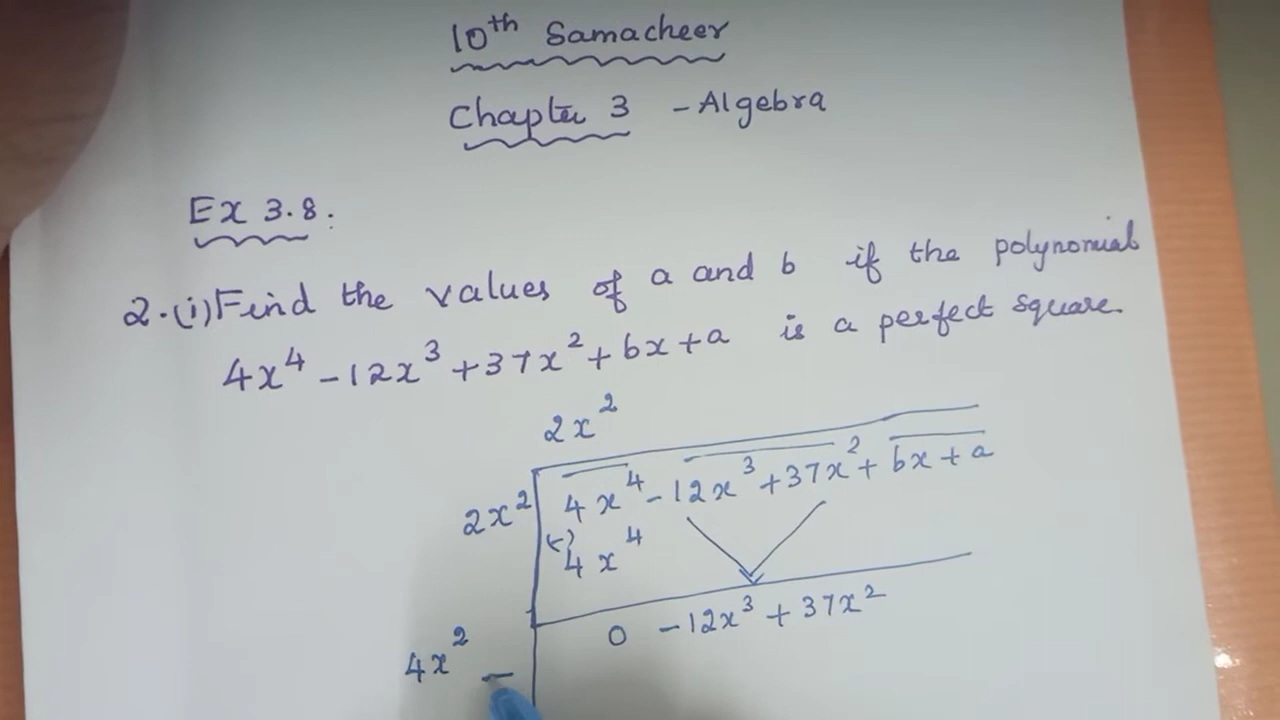 10th Samacheer
Chapter 3 - Algebra
Ex 3.8:
2.(i) Find the values of a and b if the polynomial
4x⁴ - 12x³ + 37x² + bx + a is a perfect square.
2x²
2x² 4x⁴ - 12x³ + 37x² + bx + a
(-) 4x⁴
0 - 12x³ + 37x²
4x² -